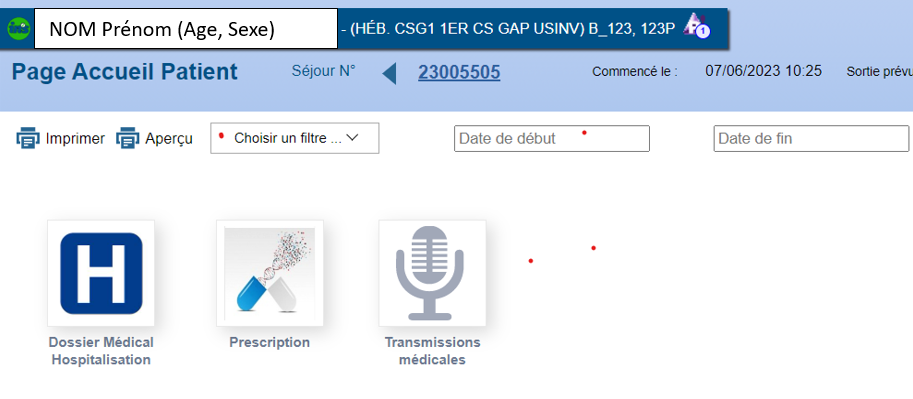 NOM Prénom (Age, Sexe) - (HÉB. CSG1 1ER CS GAP USINV) B_123, 123P 1
Page Accueil Patient Séjour N° 23005505 Commencé le : 07/06/2023 10:25 Sortie prévu
Imprimer Aperçu Choisir un filtre ... Date de début Date de fin
H
Dossier Médical Prescription Transmissions
Hospitalisation médicales